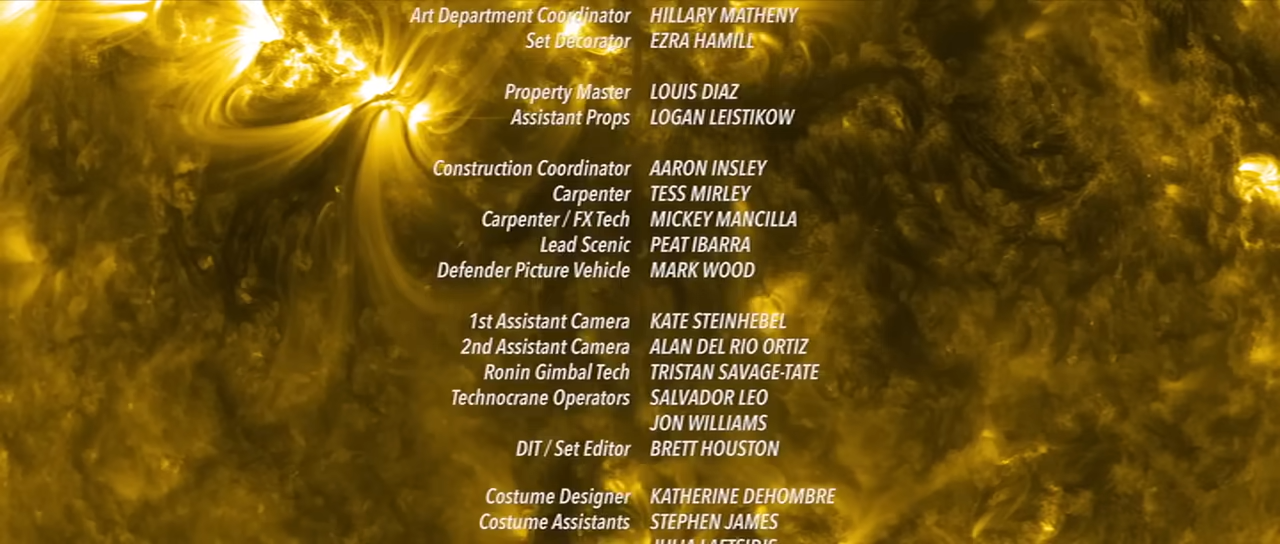 Art Department Coordinator HILLARY MATHENY
Set Decorator EZRA HAMILL
Property Master LOUIS DIAZ
Assistant Props LOGAN LEISTIKOW
Construction Coordinator AARON INSLEY
Carpenter TESS MIRLEY
Carpenter / FX Tech MICKEY MANCILLA
Lead Scenic PEAT IBARRA
Defender Picture Vehicle MARK WOOD
1st Assistant Camera KATE STEINHEBEL
2nd Assistant Camera ALAN DEL RIO ORTIZ
Ronin Gimbal Tech TRISTAN SAVAGE-TATE
Technocrane Operators SALVADOR LEO
JON WILLIAMS
DIT / Set Editor BRETT HOUSTON
Costume Designer KATHERINE DEHOMBRE
Costume Assistants STEPHEN JAMES